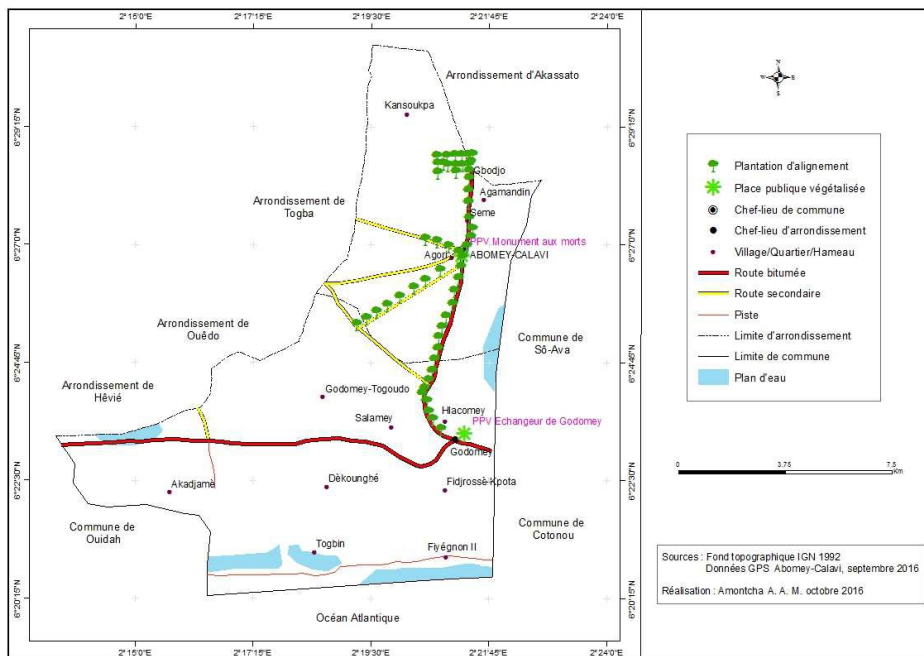 2°15'0"E
2°17'15"E
2°19'30"E
2°21'45"E
2°24'0"E
Arrondissement d'Akassato
Kansoukpa
6°29'15"N
6°29'15"N
Gbodjo
Agamandin
Arrondissement de
Togba
Seme
PPV Monument aux morts
6°27'0"N
6°27'0"N
Agori
ABOMEY-CALAVI
Arrondissement de
Ouêdo
Commune de
Sô-Ava
6°24'45"N
6°24'45"N
Arrondissement de
Hêvié
Godomey-Togoudo
Salamey
Hlacomey
PPV Echangeur de Godomey
Godomey
6°22'30"N
6°22'30"N
Akadjamè
Dèkounghé
Fidjrossè-Kpota
Commune de
Ouidah
Commune de
Cotonou
Togbin
Fiyégnon II
6°20'15"N
6°20'15"N
Océan Atlantique
2°15'0"E
2°17'15"E
2°19'30"E
2°21'45"E
2°24'0"E
N
W
E
S
Plantation d'alignement
Place publique végétalisée
Chef-lieu de commune
Chef-lieu d'arrondissement
Village/Quartier/Hameau
Route bitumée
Route secondaire
Piste
Limite d'arrondissement
Limite de commune
Plan d'eau
0
3,75
7,5
Km
Sources : Fond topographique IGN 1992
Données GPS Abomey-Calavi, septembre 2016
Réalisation : Amontcha A. A. M. octobre 2016